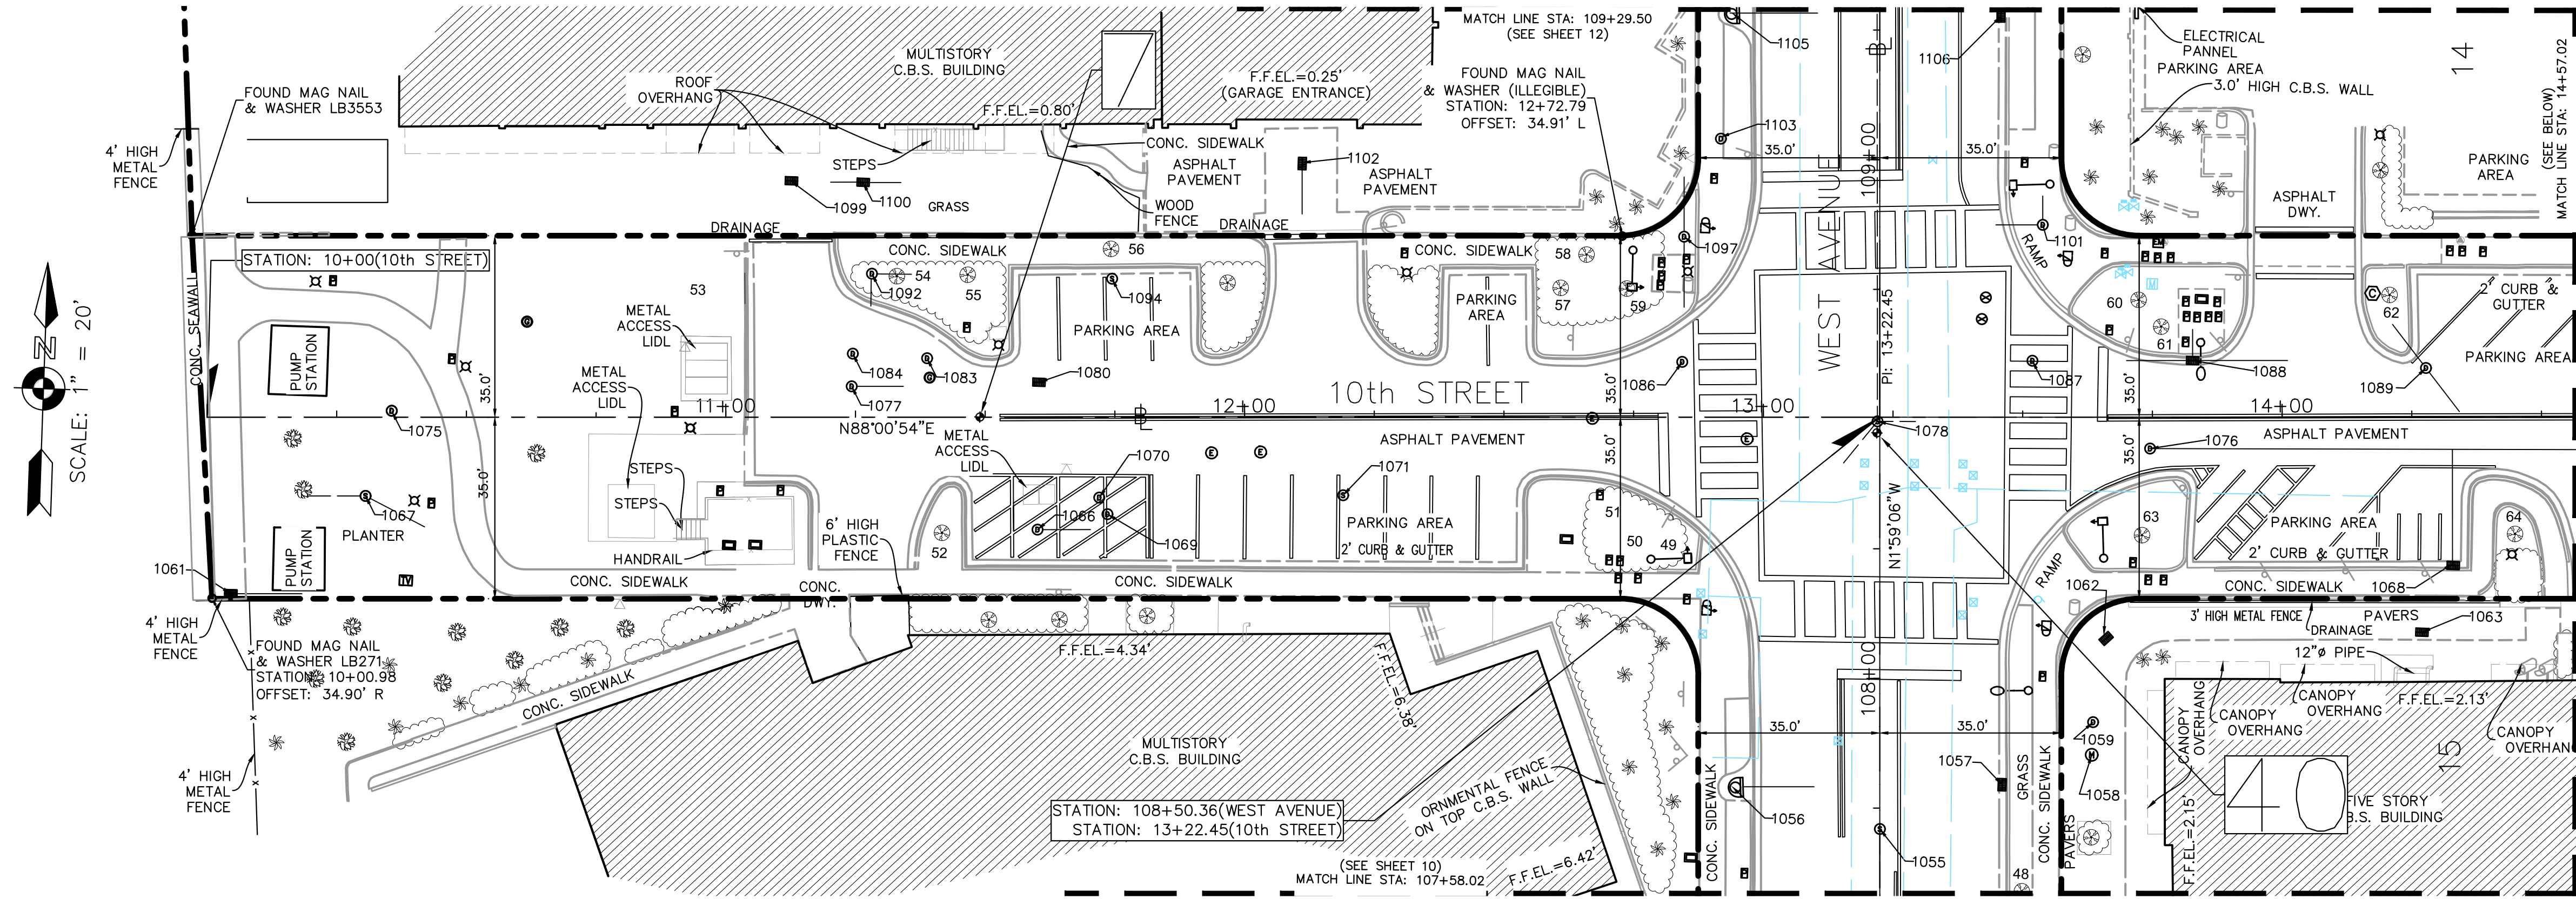 MATCH LINE STA: 109+29.50
(SEE SHEET 12)
MULTISTORY
C.B.S. BUILDING
ROOF
OVERHANG
F.F.EL.=0.80'
F.F.EL.=0.25'
(GARAGE ENTRANCE)
FOUND MAG NAIL
& WASHER (ILLEGIBLE)
STATION: 12+72.79
OFFSET: 34.91' L
FOUND MAG NAIL
& WASHER LB3553
4' HIGH
METAL
FENCE
STEPS
1099
1100
GRASS
CONC. SIDEWALK
ASPHALT
PAVEMENT
WOOD
FENCE
1102
ASPHALT
PAVEMENT
DRAINAGE
DRAINAGE
1105
1103
35.0'
35.0'
109+00
B
L
1106
1097
1101
RAMP
ELECTRICAL
PANNEL
PARKING AREA
3.0' HIGH C.B.S. WALL
14
ASPHALT
DWY.
PARKING
AREA
(SEE BELOW)
MATCH LINE STA: 14+57.02
STATION: 10+00(10th STREET)
CONC. SEAWALL
N
SCALE: 1" = 20'
PUMP
STATION
35.0'
35.0'
1075
1067
PLANTER
PUMP
STATION
TV
1061
53
METAL
ACCESS
LIDL
METAL
ACCESS
LIDL
11+00
STEPS
STEPS
HANDRAIL
CONC. SIDEWALK
CONC. SIDEWALK
54
55
56
1092
1094
PARKING AREA
1084
1083
1077
1080
N88°00'54"E
B
L
METAL
ACCESS
LIDL
12+00
10th STREET
CONC. SIDEWALK
PARKING
AREA
58
57
59
1086
35.0'
35.0'
ASPHALT PAVEMENT
13+00
WEST AVENUE
PI: 13+22.45
1078
N1°59'06"W
1087
60
61
62
1088
1089
2' CURB &
GUTTER
PARKING AREA
35.0'
35.0'
14+00
1076
ASPHALT PAVEMENT
1070
1066
1069
1071
PARKING AREA
2' CURB & GUTTER
CONC. SIDEWALK
52
51
50
49
6' HIGH
PLASTIC
FENCE
CONC.
DWY.
63
64
PARKING AREA
2' CURB & GUTTER
CONC. SIDEWALK
1068
RAMP
1062
3' HIGH METAL FENCE
PAVERS
DRAINAGE
1063
12"ø PIPE
4' HIGH
METAL
FENCE
FOUND MAG NAIL
& WASHER LB271
STATION: 10+00.98
OFFSET: 34.90' R
4' HIGH
METAL
FENCE
CONC. SIDEWALK
F.F.EL.=4.34'
F.F.EL.=6.38'
MULTISTORY
C.B.S. BUILDING
STATION: 108+50.36(WEST AVENUE)
STATION: 13+22.45(10th STREET)
ORNMENTAL FENCE
ON TOP C.B.S. WALL
(SEE SHEET 10)
MATCH LINE STA: 107+58.02
F.F.EL.=6.42'
CONC. SIDEWALK
1056
35.0'
35.0'
108+00
1055
1057
GRASS
CONC. SIDEWALK
48
PAVERS
1059
1058
CANOPY
OVERHANG
CANOPY
OVERHANG
CANOPY
OVERHANG
F.F.EL.=2.13'
CANOPY
OVERHAN
F.F.EL.=2.15'
15
FIVE STORY
B.S. BUILDING